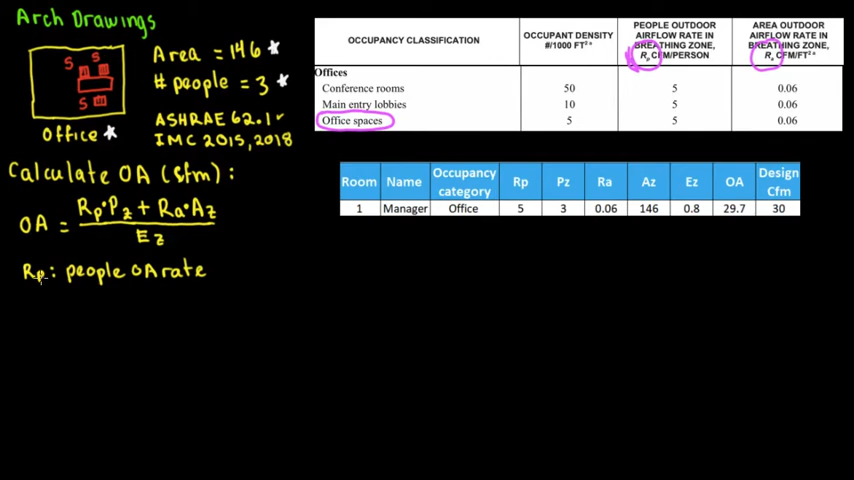 Arch Drawings
S
S
S
Office
Area = 146
# people = 3
ASHRAE 62.1
IMC 2015, 2018
Calculate OA (cfm):
OA = Rp·Pz + Ra·Az
Ez
Rp: people OA rate
OCCUPANCY CLASSIFICATION OCCUPANT DENSITY #/1000 FT² a PEOPLE OUTDOOR AIRFLOW RATE IN BREATHING ZONE, Rp CFM/PERSON AREA OUTDOOR AIRFLOW RATE IN BREATHING ZONE, Ra CFM/FT² a
Offices
Conference rooms 50 5 0.06
Main entry lobbies 10 5 0.06
Office spaces 5 5 0.06
Room Name Occupancy category Rp Pz Ra Az Ez OA Design Cfm
1 Manager Office 5 3 0.06 146 0.8 29.7 30